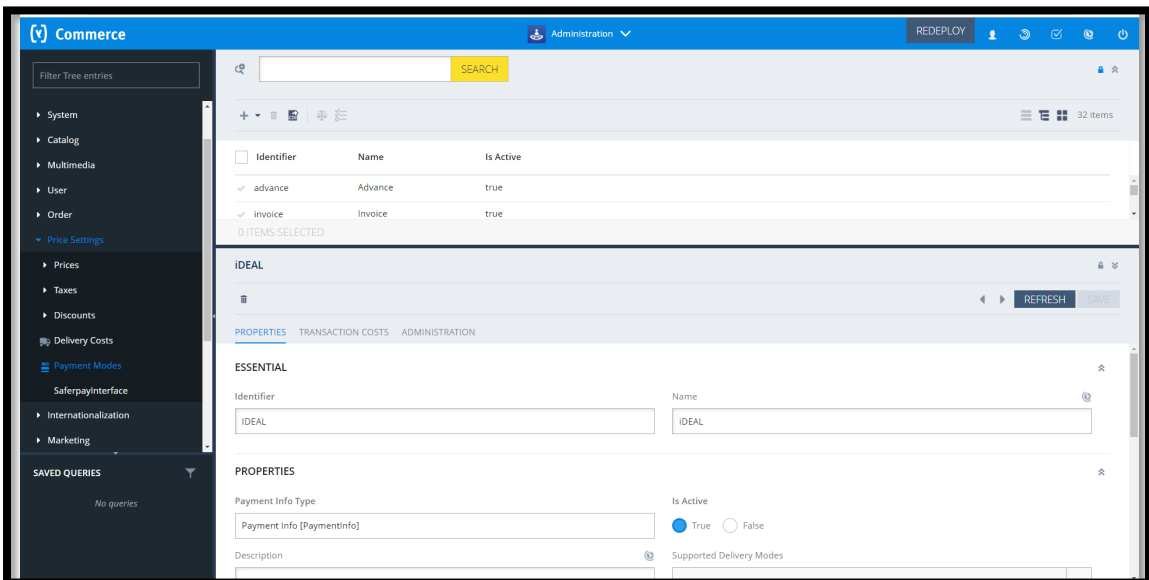 (Y) Commerce
Administration
REDEPLOY
Filter Tree entries
SEARCH
System
Catalog
Multimedia
User
Order
Price Settings
Prices
Taxes
Discounts
Delivery Costs
Payment Modes
SaferpayInterface
Internationalization
Marketing
SAVED QUERIES
No queries
32 items
Identifier Name Is Active
advance Advance true
invoice Invoice true
0 ITEMS SELECTED
iDEAL
REFRESH SAVE
PROPERTIES TRANSACTION COSTS ADMINISTRATION
ESSENTIAL
Identifier Name
IDEAL iDEAL
PROPERTIES
Payment Info Type Is Active
Payment Info [PaymentInfo] True False
Description Supported Delivery Modes